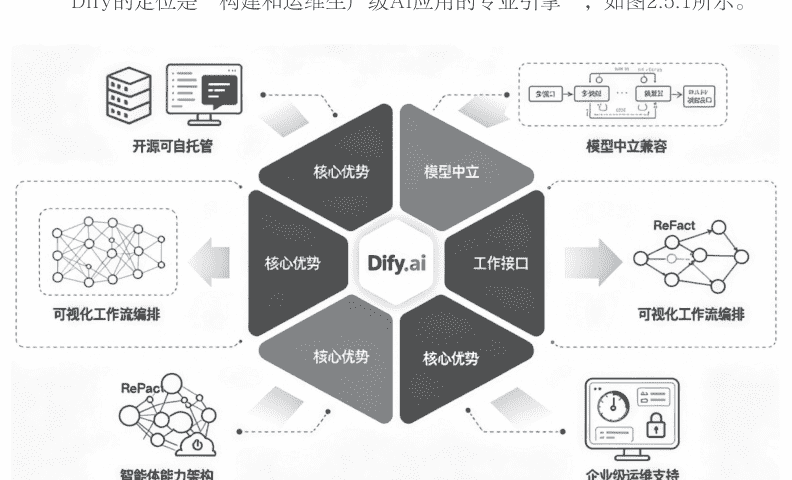 Dify的定位是"构建和运维生产级AI应用的专业引擎"，如图2.5.1所示。
开源可自托管
模型中立兼容
核心优势
模型中立
核心优势
Dify.ai
工作接口
ReFact
可视化工作流编排
可视化工作流编排
核心优势
核心优势
RePact
智能体能力架构
企业级运维支持